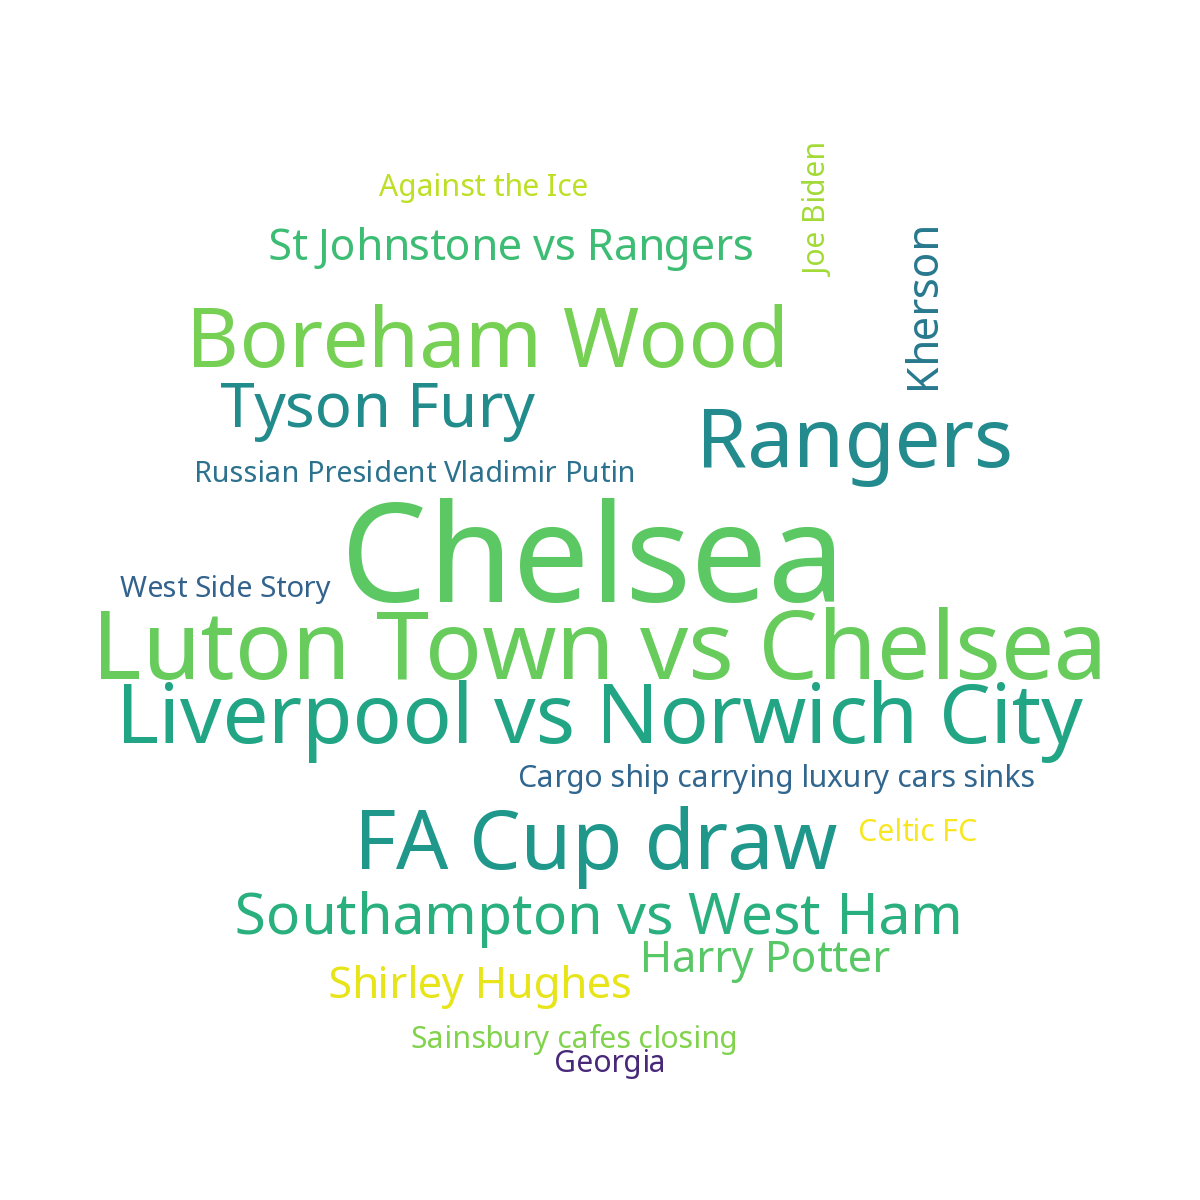 Against the Ice
Joe Biden
St Johnstone vs Rangers
Kherson
Boreham Wood
Tyson Fury
Rangers
Russian President Vladimir Putin
Chelsea
West Side Story
Luton Town vs Chelsea
Liverpool vs Norwich City
Cargo ship carrying luxury cars sinks
FA Cup draw
Celtic FC
Southampton vs West Ham
Harry Potter
Shirley Hughes
Sainsbury cafes closing
Georgia